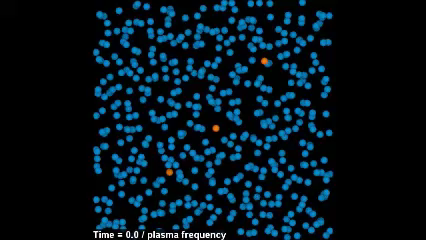 Time = 0.0 / plasma frequency